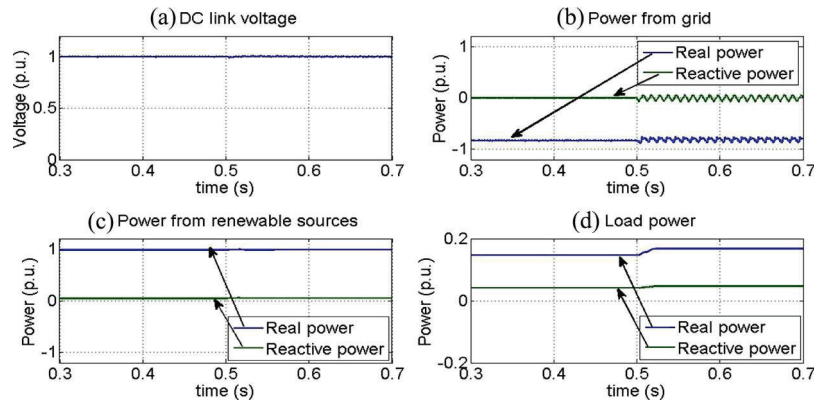 (a) DC link voltage
Voltage (p.u.)
1
0.5
0
0.3 0.4 0.5 0.6 0.7
time (s)
(b) Power from grid
Power (p.u.)
1
0
-1
Real power
Reactive power
0.3 0.4 0.5 0.6 0.7
time (s)
(c) Power from renewable sources
Power (p.u.)
1
0
-1
Real power
Reactive power
0.3 0.4 0.5 0.6 0.7
time (s)
(d) Load power
Power (p.u.)
0.2
0
-0.2
Real power
Reactive power
0.3 0.4 0.5 0.6 0.7
time (s)